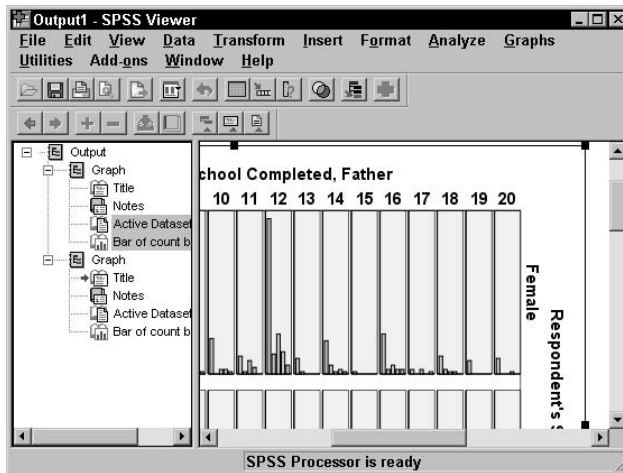 Output1 - SPSS Viewer
File Edit View Data Transform Insert Format Analyze Graphs
Utilities Add-ons Window Help
Output
Graph
Title
Notes
Active Dataset
Bar of count b
Graph
Title
Notes
Active Dataset
Bar of count b
chool Completed, Father
10 11 12 13 14 15 16 17 18 19 20
Female
Respondent's S
SPSS Processor is ready